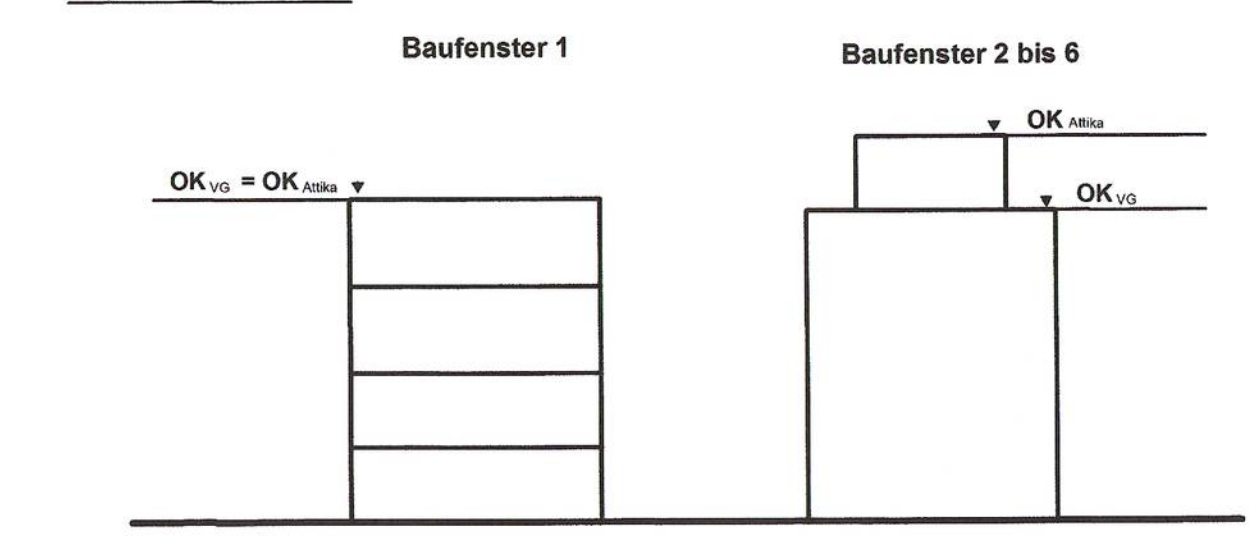 Baufenster 1
Baufenster 2 bis 6
OK Attika
OK VG = OK Attika
OK VG